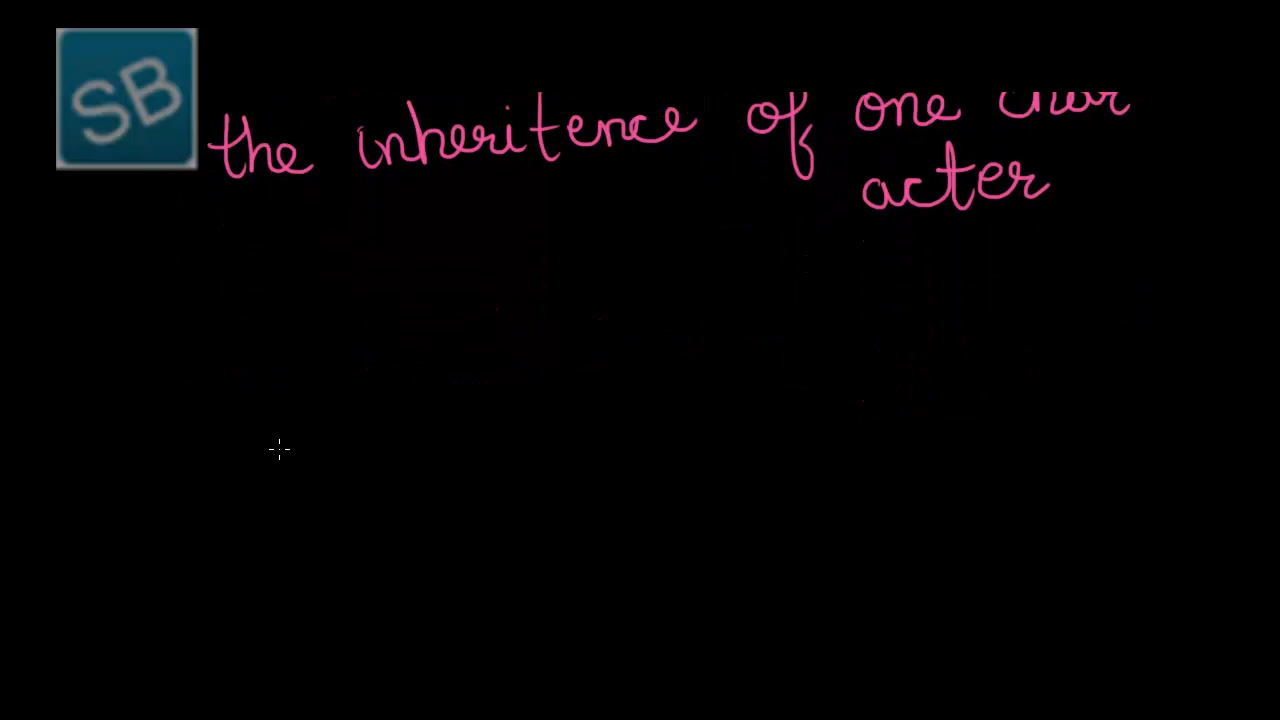 SB
the inheritence of one char
acter